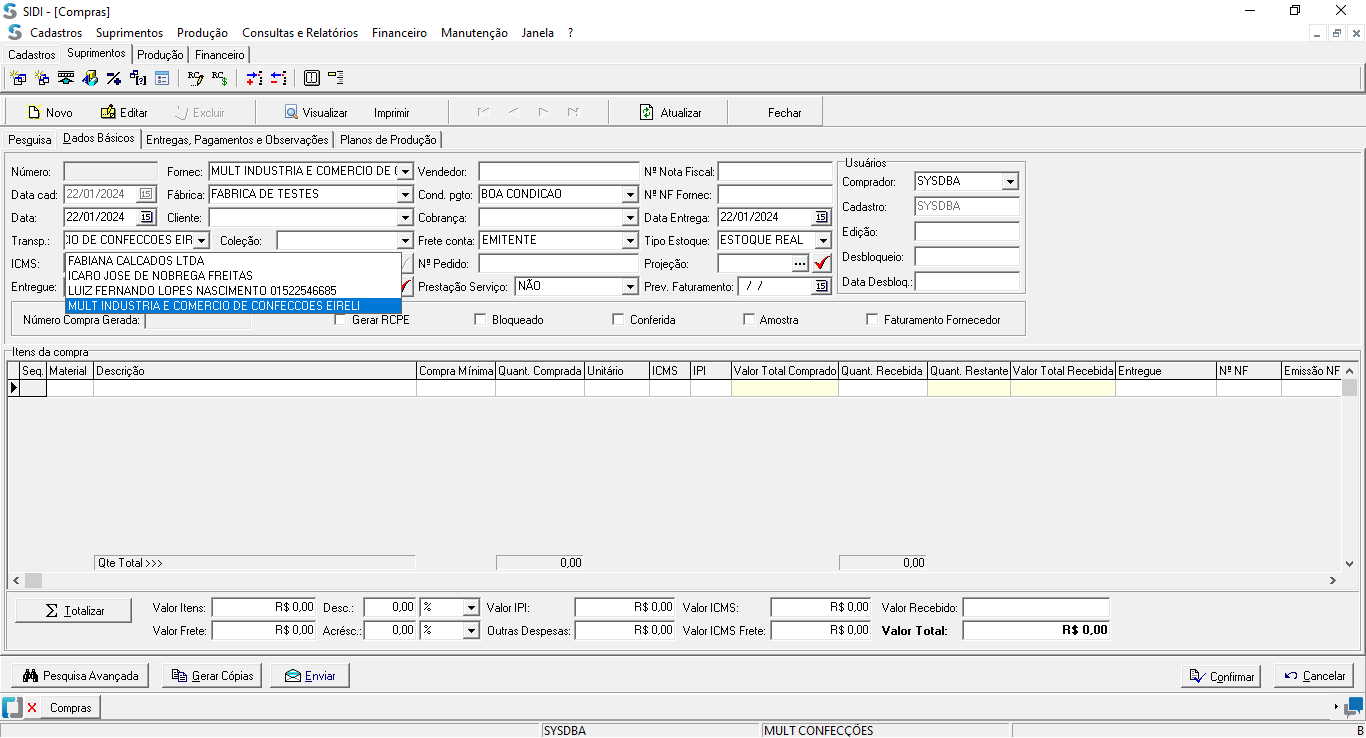 SIDI - [Compras]
Cadastros Suprimentos Produção Consultas e Relatórios Financeiro Manutenção Janela ?
Cadastros Suprimentos Produção Financeiro
Novo Editar Excluir Visualizar Imprimir Atualizar Fechar
Pesquisa Dados Básicos Entregas, Pagamentos e Observações Planos de Produção
Número: Fornec: MULT INDUSTRIA E COMERCIO DE ( Vendedor: Nº Nota Fiscal: Usuários
Data cad: 22/01/2024 15 Fábrica: FABRICA DE TESTES Cond. pgto: BOA CONDICAO Nº NF Fornec: Comprador: SYSDBA
Data: 22/01/2024 15 Cliente: Cobrança: Data Entrega: 22/01/2024 15 Cadastro: SYSDBA
Transp.: IO DE CONFECCOES EIR Coleção: Frete conta: EMITENTE Tipo Estoque: ESTOQUE REAL Edição:
ICMS: Nº Pedido: Projeção: ... Desbloqueio:
Entregue: Prestação Serviço: NÃO Prev. Faturamento: / / 15 Data Desbloq.:
FABIANA CALCADOS LTDA
ICARO JOSE DE NOBREGA FREITAS
LUIZ FERNANDO LOPES NASCIMENTO 01522546685
MULT INDUSTRIA E COMERCIO DE CONFECCOES EIRELI
Número Compra Gerada: Gerar RCPE Bloqueado Conferida Amostra Faturamento Fornecedor
Itens da compra
Seq. Material Descrição Compra Mínima Quant. Comprada Unitário ICMS IPI Valor Total Comprado Quant. Recebida Quant. Restante Valor Total Recebida Entregue Nº NF Emissão NF
Qte Total >>> 0,00 0,00
Totalizar Valor Itens: R$ 0,00 Desc.: 0,00 % Valor IPI: R$ 0,00 Valor ICMS: R$ 0,00 Valor Recebido:
Valor Frete: R$ 0,00 Acrésc.: 0,00 % Outras Despesas: R$ 0,00 Valor ICMS Frete: R$ 0,00 Valor Total: R$ 0,00
Pesquisa Avançada Gerar Cópias Enviar Confirmar Cancelar
Compras
SYSDBA MULT CONFECÇÕES B